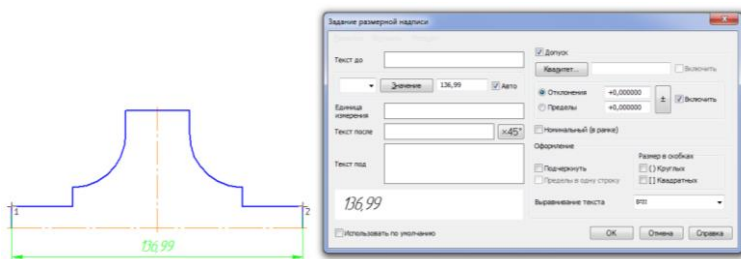 1
2
136,99
Задание размерной надписи
Текст до
Значение
136,99
Авто
Единица
измерения
Текст после
×45°
Текст под
136,99
Использовать по умолчанию
Допуск
Квалитет...
Включить
Отклонения
+0,000000
Пределы
+0,000000
±
Включить
Номинальный (в рамке)
Оформление
Подчеркнуть
Пределы в одну строку
Размер в скобках
( ) Круглых
[ ] Квадратных
Выравнивание текста
OK
Отмена
Справка